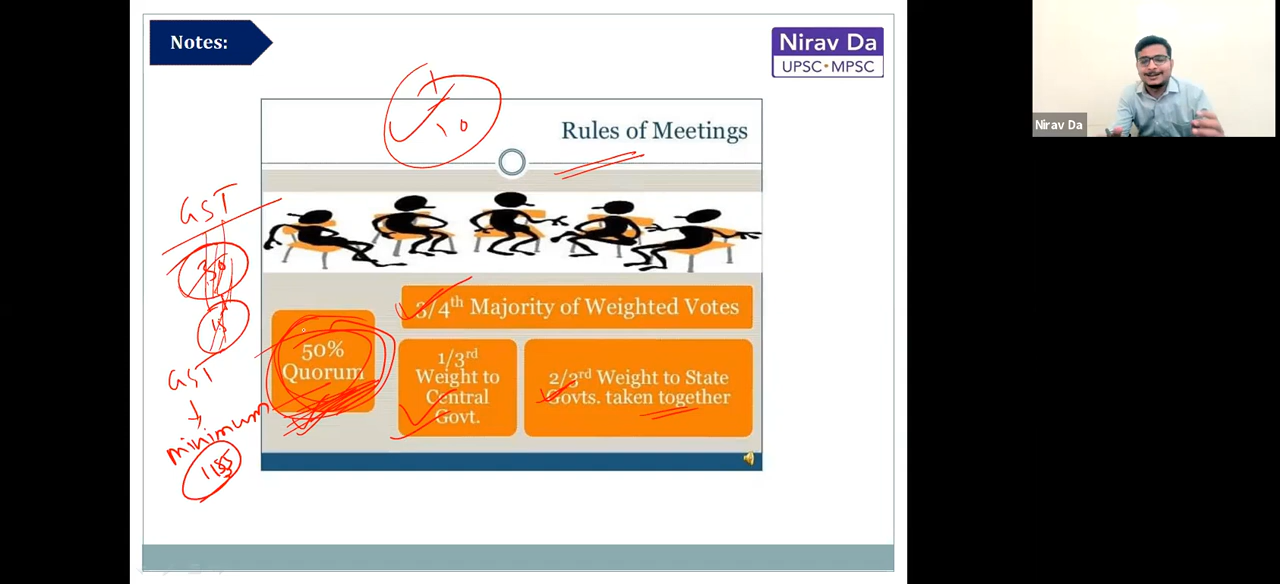 Notes:
Nirav Da
UPSC • MPSC
Nirav Da
Rules of Meetings
GST
30
3/4th Majority of Weighted Votes
50%
Quorum
1/3rd
Weight to
Central
Govt.
2/3rd Weight to State
Govts. taken together
GST
minimum